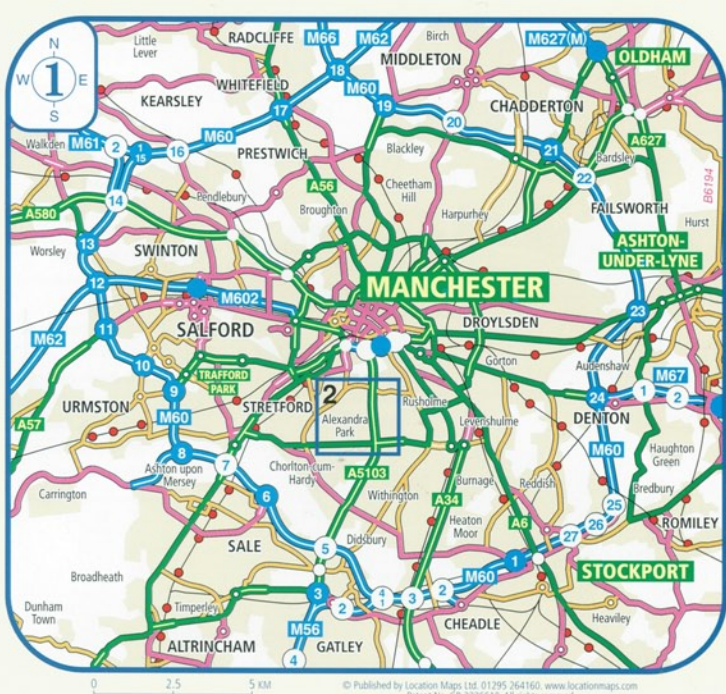 N
W 1 E
S
Little
Lever
RADCLIFFE
M66
M62
Birch
MIDDLETON
M627(M)
OLDHAM
KEARSLEY
WHITEFIELD
18
M60
17
19
20
CHADDERTON
A627
Walkden
M61
2
1
15
16
M60
PRESTWICH
Blackley
21
Bardsley
22
B6194
A56
Cheetham
Hill
Pendlebury
Broughton
Harpurhey
FAILSWORTH
14
A580
Hurst
Worsley
13
SWINTON
ASHTON-
UNDER-LYNE
12
M602
MANCHESTER
SALFORD
DROYLSDEN
23
M62
11
10
TRAFFORD
PARK
Gorton
Audenshaw
M67
9
1
2
24
URMSTON
M60
STRETFORD
2
Alexandra
Park
Rusholme
DENTON
Levenshulme
A57
M60
Haughton
Green
8
7
Ashton upon
Mersey
Chorlton-cum-
Hardy
A5103
Carrington
6
Withington
A34
Burnage
Reddish
Bredbury
25
26
27
ROMILEY
Heaton
Moor
A6
SALE
5
Didsbury
1
STOCKPORT
M60
Broadheath
3
2
4
1
3
2
Dunham
Town
Timperley
CHEADLE
Heaviley
M56
ALTRINCHAM
4
GATLEY
0 2.5 5 KM
© Published by Location Maps Ltd. 01295 264160, www.locationmaps.com